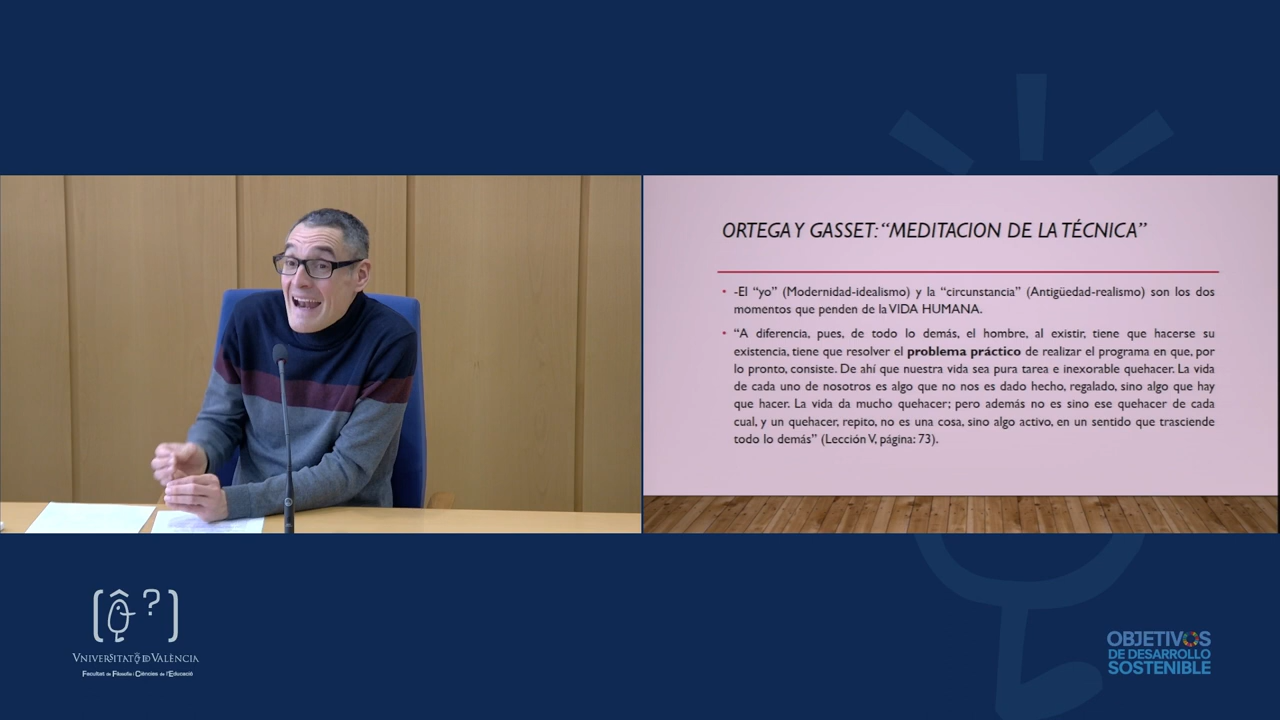 ORTEGA Y GASSET: “MEDITACION DE LA TÉCNICA”
-El “yo” (Modernidad-idealismo) y la “circunstancia” (Antigüedad-realismo) son los dos
momentos que penden de la VIDA HUMANA.
“A diferencia, pues, de todo lo demás, el hombre, al existir, tiene que hacerse su
existencia, tiene que resolver el problema práctico de realizar el programa en que, por
lo pronto, consiste. De ahí que nuestra vida sea pura tarea e inexorable quehacer. La vida
de cada uno de nosotros es algo que no nos es dado hecho, regalado, sino algo que hay
que hacer. La vida da mucho quehacer; pero además no es sino ese quehacer de cada
cual, y un quehacer, repito, no es una cosa, sino algo activo, en un sentido que trasciende
todo lo demás” (Lección V, página: 73).
[Ô ?]
VNIVERSITAT ID VALÈNCIA
Facultat de Filosofia i Ciències de l'Educació
OBJETIVOS
DE DESARROLLO
SOSTENIBLE